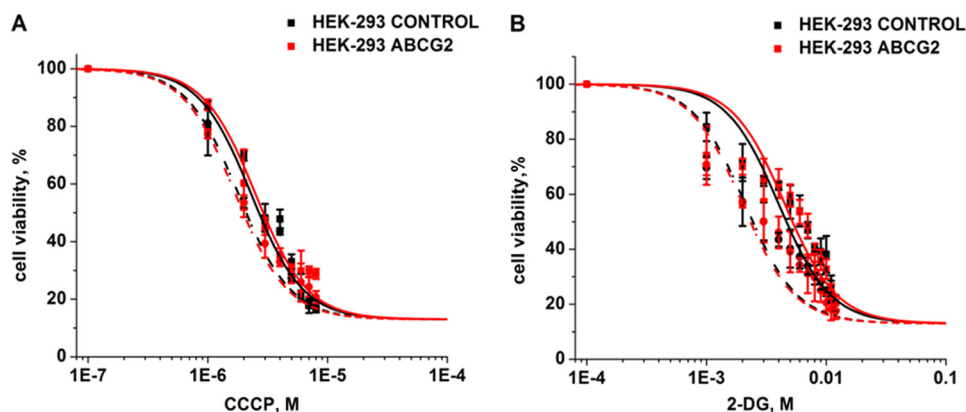 A
HEK-293 CONTROL
HEK-293 ABCG2
100
80
60
40
20
0
cell viability, %
1E-7
1E-6
1E-5
1E-4
CCCP, M
B
HEK-293 CONTROL
HEK-293 ABCG2
100
80
60
40
20
0
cell viability,%
1E-4
1E-3
0.01
0.1
2-DG, M